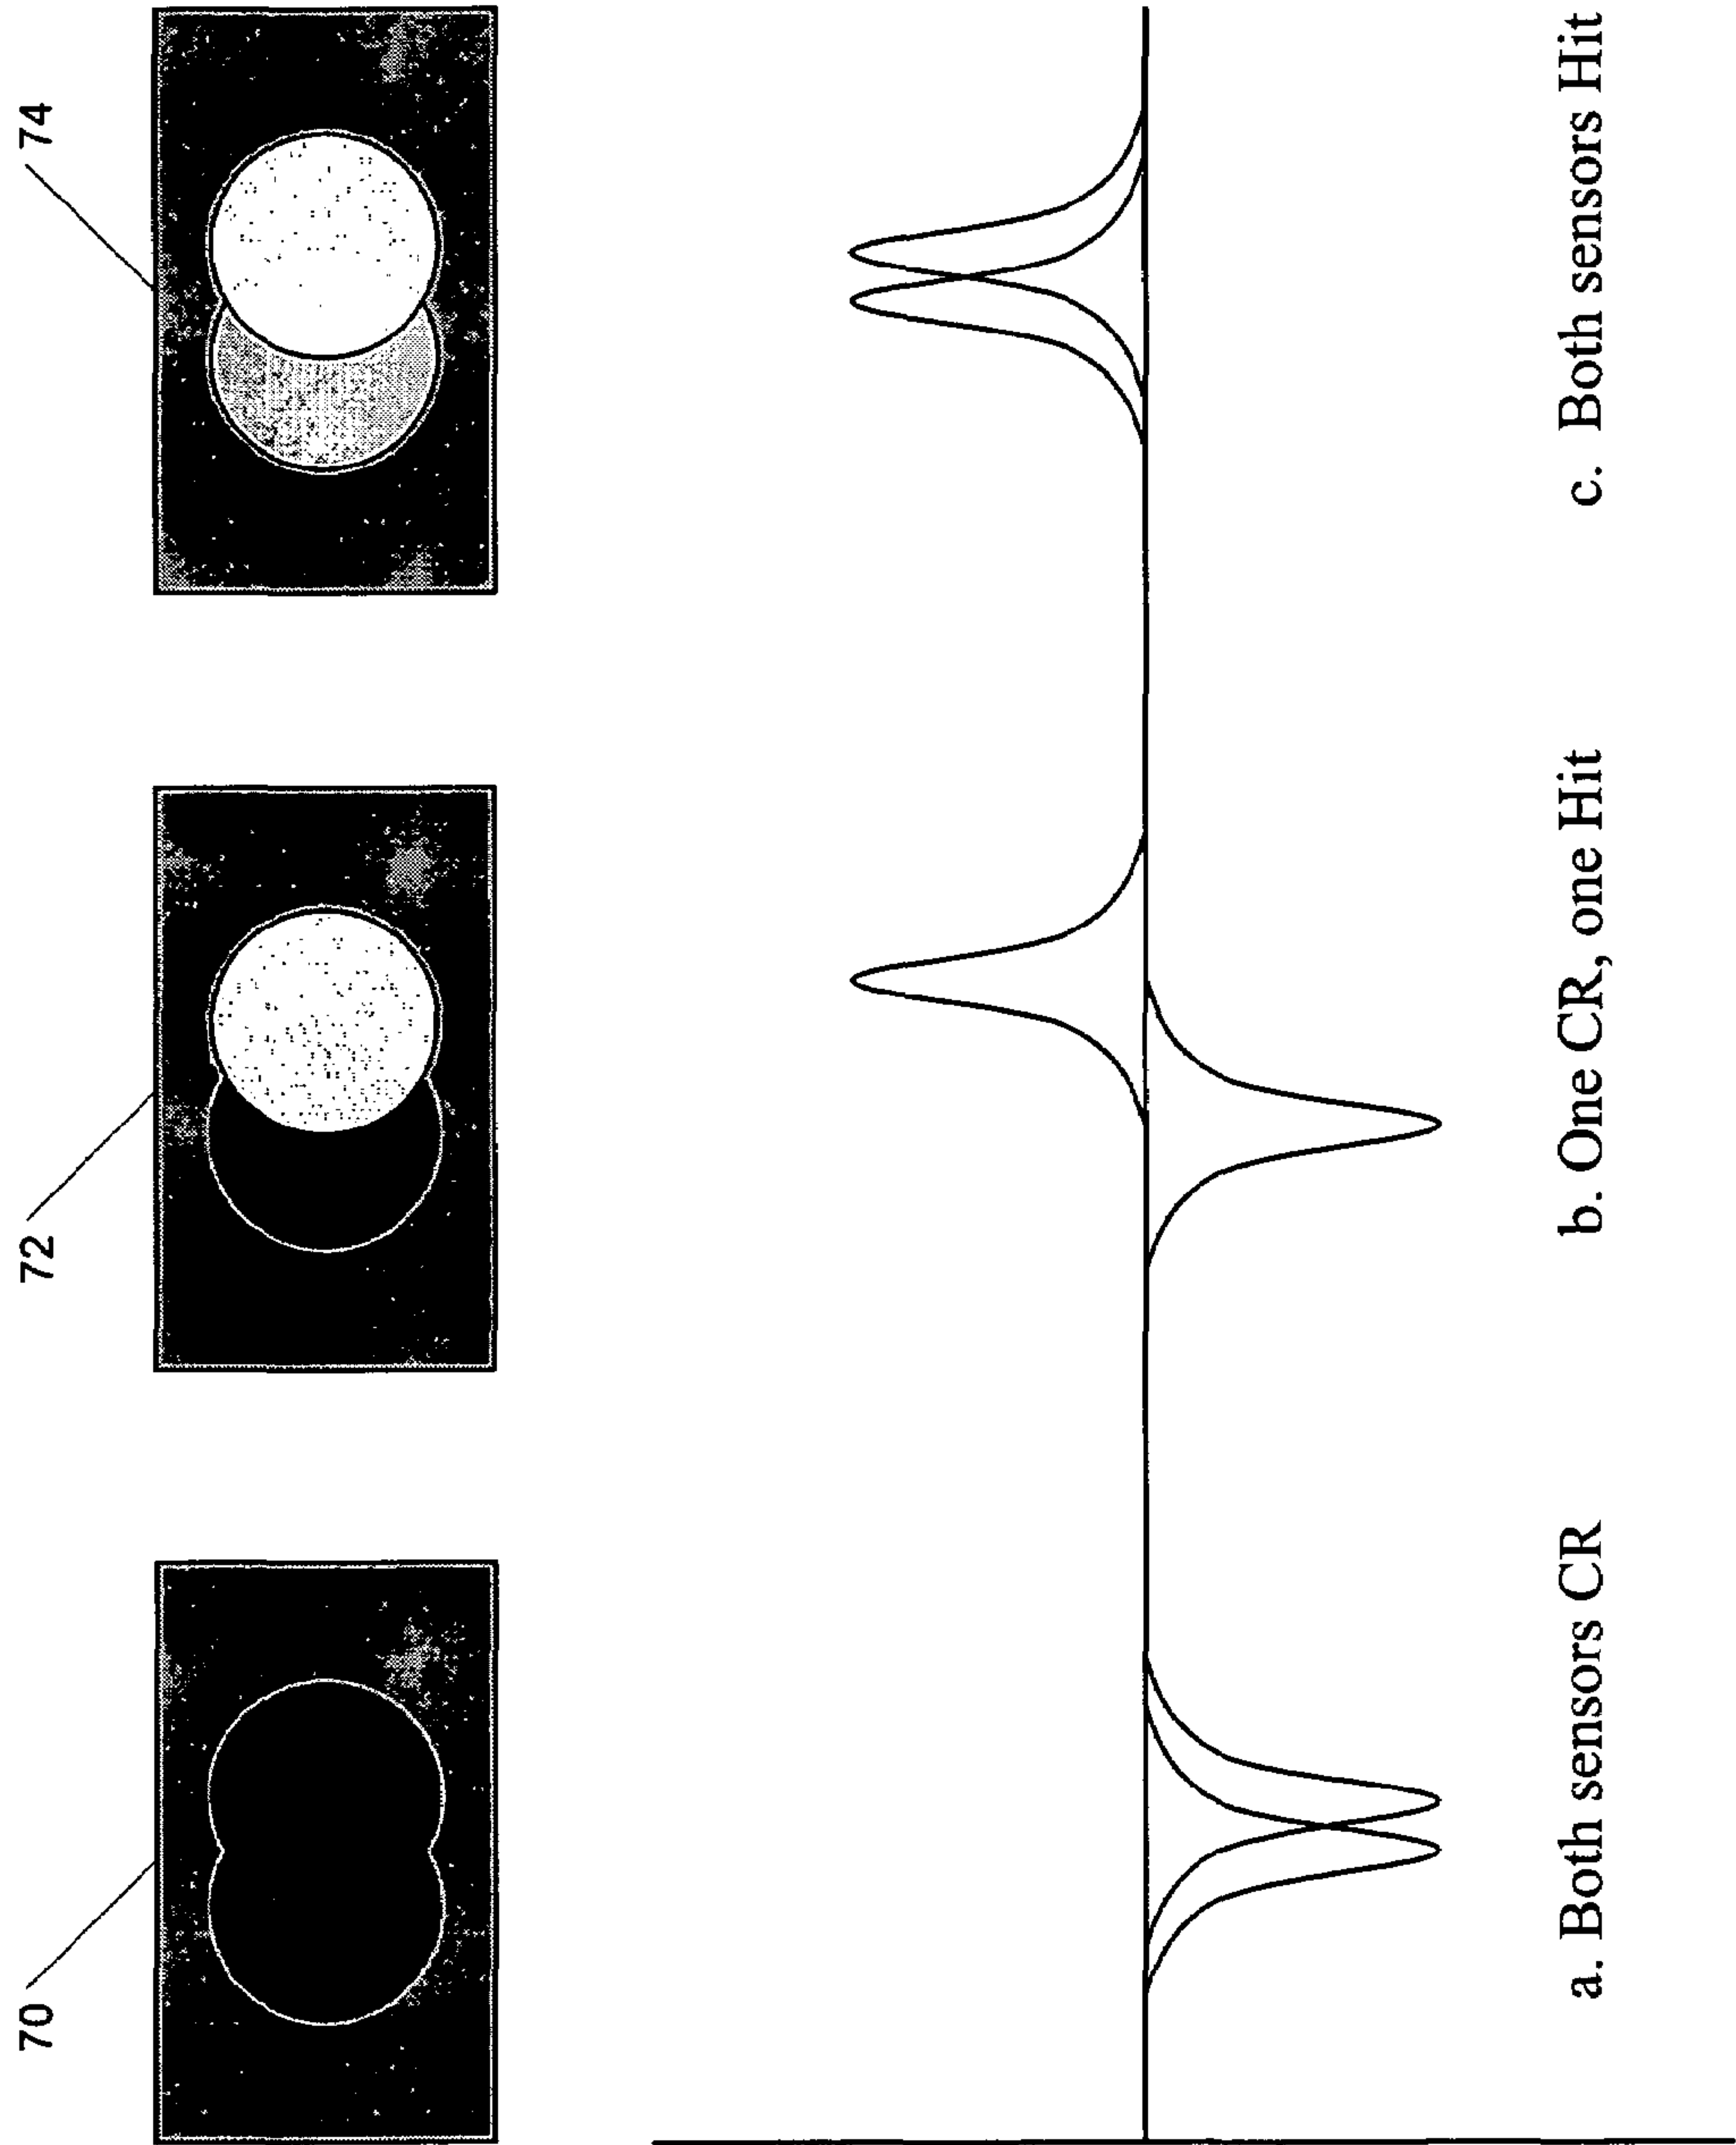 70
72
74
a. Both sensors CR
b. One CR, one Hit
c. Both sensors Hit